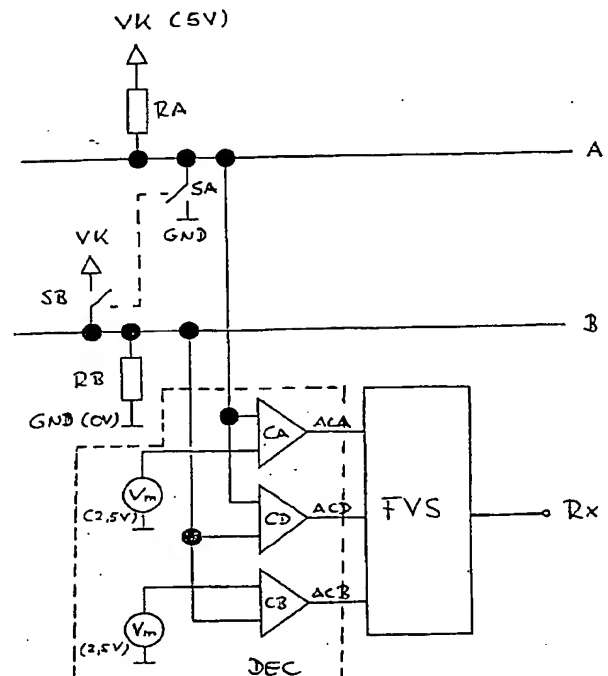 VK (5V)
RA
A
SA
GND
VK
SB
B
RB
GND (0V)
CA
ACA
Vm
(2,5V)
CD
ACD
FVS
Rx
CB
ACB
Vm
(2,5V)
DEC